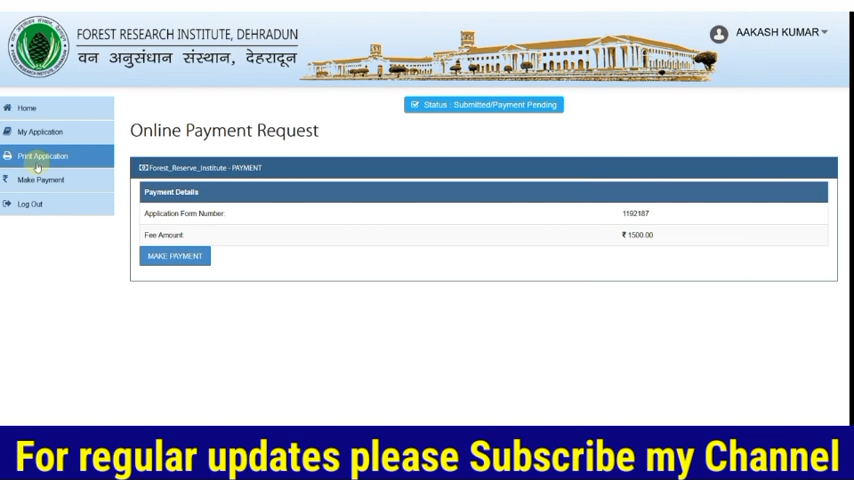 FOREST RESEARCH INSTITUTE, DEHRADUN
वन अनुसंधान संस्थान, देहरादून
AAKASH KUMAR
Home
My Application
Print Application
Make Payment
Log Out
Status : Submitted/Payment Pending
Online Payment Request
Forest_Reserve_Institute - PAYMENT
Payment Details
Application Form Number: 1192187
Fee Amount: ₹ 1500.00
MAKE PAYMENT
For regular updates please Subscribe my Channel